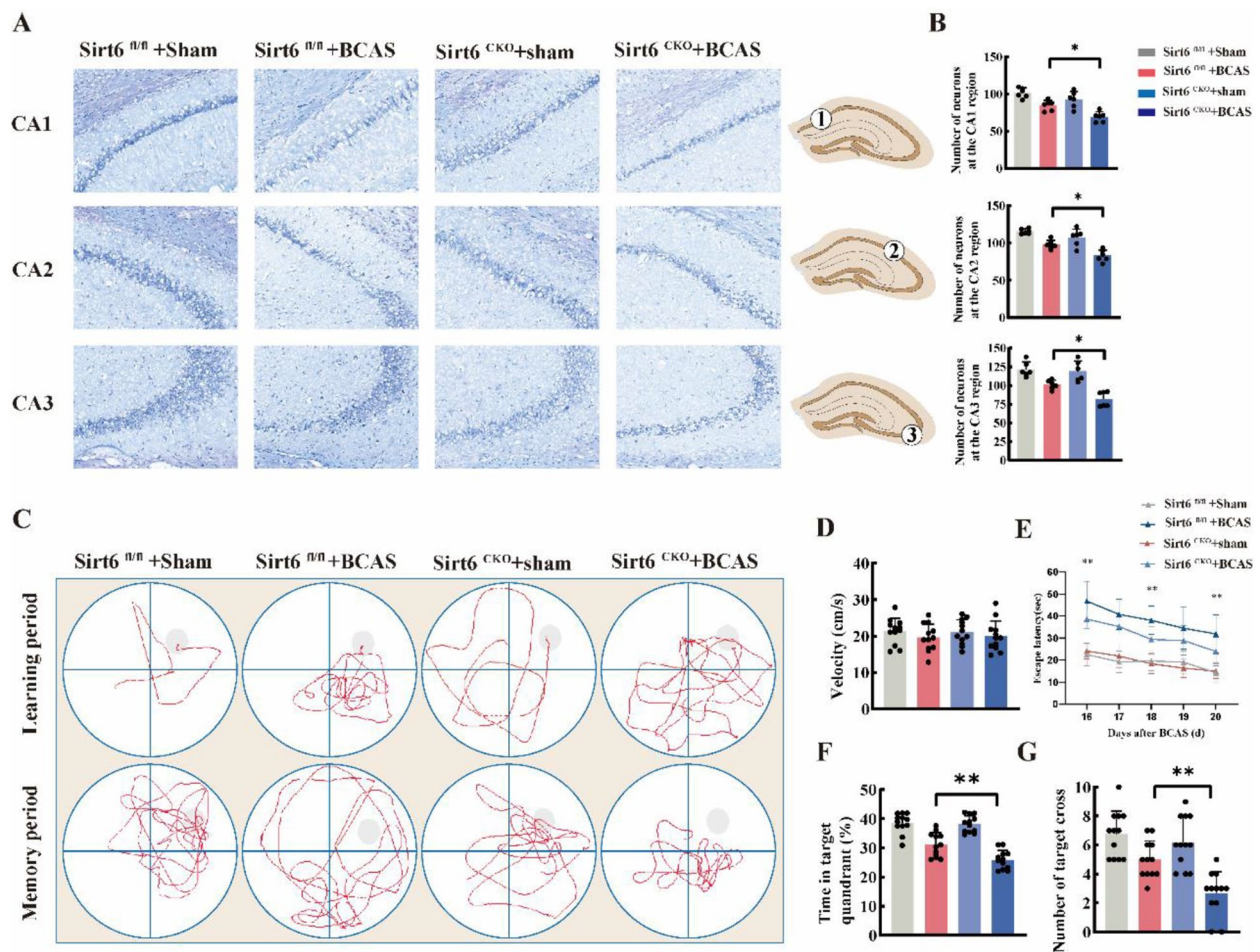 A
Sirt6 fl/fl +Sham
Sirt6 fl/fl +BCAS
Sirt6 CKO+sham
Sirt6 CKO+BCAS
CA1
CA2
CA3
1
2
3
B
Number of neurons
at the CA1 region
150
100
50
0
*
Sirt6 fl/fl +Sham
Sirt6 fl/fl +BCAS
Sirt6 CKO+sham
Sirt6 CKO+BCAS
Number of neurons
at the CA2 region
150
100
50
0
*
Number of neurons
at the CA3 region
150
125
100
75
50
25
0
*
C
Sirt6 fl/fl +Sham
Sirt6 fl/fl +BCAS
Sirt6 CKO+sham
Sirt6 CKO+BCAS
Learning period
Memory period
D
Velocity (cm/s)
40
30
20
10
0
E
Sirt6 fl/fl +Sham
Sirt6 fl/fl +BCAS
Sirt6 CKO+sham
Sirt6 CKO+BCAS
Escape latency(sec)
60
50
40
30
20
10
0
** ** **
16 17 18 19 20
Days after BCAS (d)
F
Time in target
quandrant (%)
50
40
30
20
10
0
**
G
Number of target cross
10
8
6
4
2
0
**